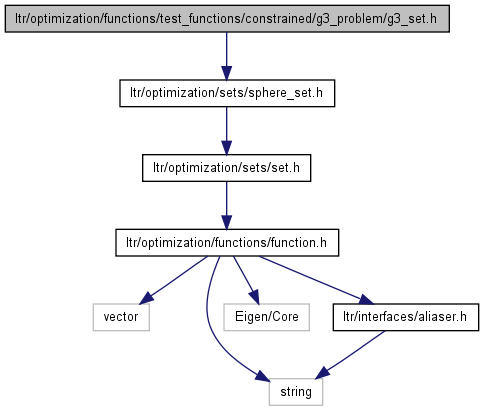 ltr/optimization/functions/test_functions/constrained/g3_problem/g3_set.h
ltr/optimization/sets/sphere_set.h
ltr/optimization/sets/set.h
ltr/optimization/functions/function.h
vector
Eigen/Core
ltr/interfaces/aliaser.h
string